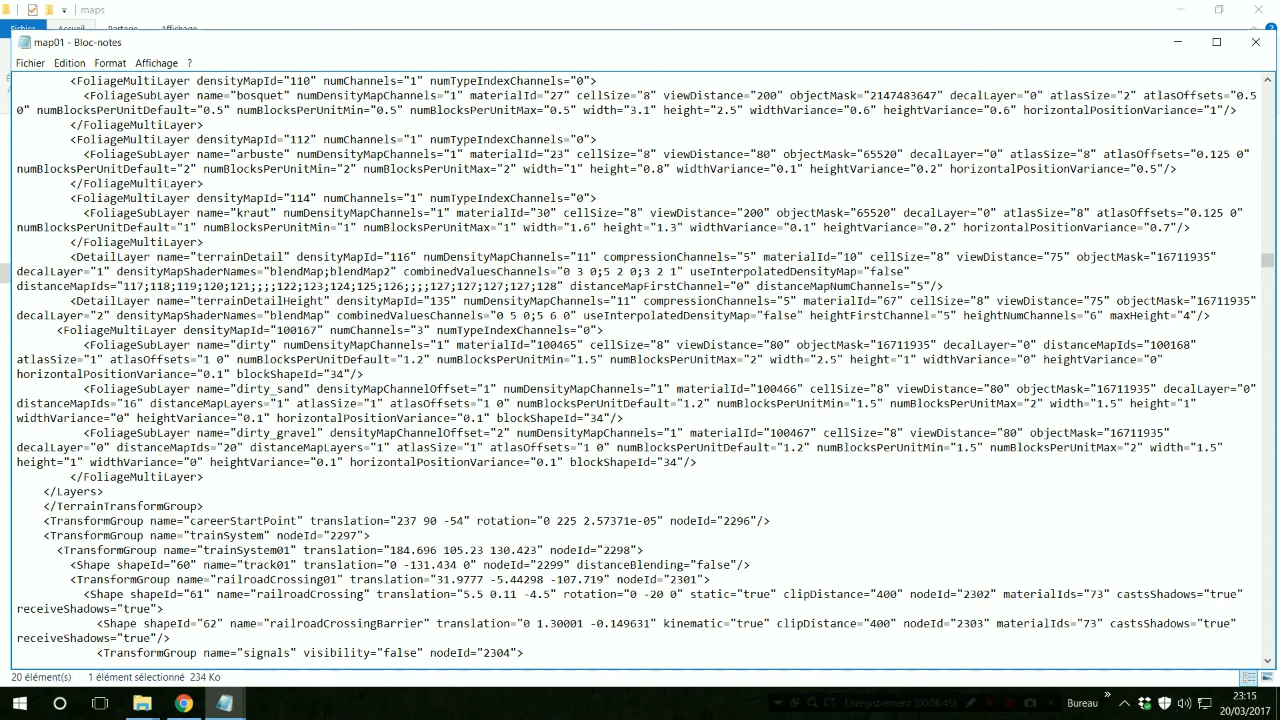 maps
Fichier Accueil Partage Affichage
map01 - Bloc-notes
Fichier Edition Format Affichage ?
<FoliageMultiLayer densityMapId="110" numChannels="1" numTypeIndexChannels="0">
<FoliageSubLayer name="bosquet" numDensityMapChannels="1" materialId="27" cellSize="8" viewDistance="200" objectMask="2147483647" decalLayer="0" atlasSize="2" atlasOffsets="0.5
0" numBlocksPerUnitDefault="0.5" numBlocksPerUnitMin="0.5" numBlocksPerUnitMax="0.5" width="3.1" height="2.5" widthVariance="0.6" heightVariance="0.6" horizontalPositionVariance="1"/>
</FoliageMultiLayer>
<FoliageMultiLayer densityMapId="112" numChannels="1" numTypeIndexChannels="0">
<FoliageSubLayer name="arbuste" numDensityMapChannels="1" materialId="23" cellSize="8" viewDistance="80" objectMask="65520" decalLayer="0" atlasSize="8" atlasOffsets="0.125 0"
numBlocksPerUnitDefault="2" numBlocksPerUnitMin="2" numBlocksPerUnitMax="2" width="1" height="0.8" widthVariance="0.1" heightVariance="0.2" horizontalPositionVariance="0.5"/>
</FoliageMultiLayer>
<FoliageMultiLayer densityMapId="114" numChannels="1" numTypeIndexChannels="0">
<FoliageSubLayer name="kraut" numDensityMapChannels="1" materialId="30" cellSize="8" viewDistance="200" objectMask="65520" decalLayer="0" atlasSize="8" atlasOffsets="0.125 0"
numBlocksPerUnitDefault="1" numBlocksPerUnitMin="1" numBlocksPerUnitMax="1" width="1.6" height="1.3" widthVariance="0.1" heightVariance="0.2" horizontalPositionVariance="0.7"/>
</FoliageMultiLayer>
<DetailLayer name="terrainDetail" densityMapId="116" numDensityMapChannels="11" compressionChannels="5" materialId="10" cellSize="8" viewDistance="75" objectMask="16711935"
decalLayer="1" densityMapShaderNames="blendMap;blendMap2" combinedValuesChannels="0 3 0;5 2 0;3 2 1" useInterpolatedDensityMap="false"
distanceMapIds="117;118;119;120;121;;;;122;123;124;125;126;;;;127;127;127;127;128" distanceMapFirstChannel="0" distanceMapNumChannels="5"/>
<DetailLayer name="terrainDetailHeight" densityMapId="135" numDensityMapChannels="11" compressionChannels="5" materialId="67" cellSize="8" viewDistance="75" objectMask="16711935"
decalLayer="2" densityMapShaderNames="blendMap" combinedValuesChannels="0 5 0;5 6 0" useInterpolatedDensityMap="false" heightFirstChannel="5" heightNumChannels="6" maxHeight="4"/>
<FoliageMultiLayer densityMapId="100167" numChannels="3" numTypeIndexChannels="0">
<FoliageSubLayer name="dirty" numDensityMapChannels="1" materialId="100465" cellSize="8" viewDistance="80" objectMask="16711935" decalLayer="0" distanceMapIds="100168"
atlasSize="1" atlasOffsets="1 0" numBlocksPerUnitDefault="1.2" numBlocksPerUnitMin="1.5" numBlocksPerUnitMax="2" width="2.5" height="1" widthVariance="0" heightVariance="0"
horizontalPositionVariance="0.1" blockShapeId="34"/>
<FoliageSubLayer name="dirty_sand" densityMapChannelOffset="1" numDensityMapChannels="1" materialId="100466" cellSize="8" viewDistance="80" objectMask="16711935" decalLayer="0"
distanceMapIds="16" distanceMapLayers="1" atlasSize="1" atlasOffsets="1 0" numBlocksPerUnitDefault="1.2" numBlocksPerUnitMin="1.5" numBlocksPerUnitMax="2" width="1.5" height="1"
widthVariance="0" heightVariance="0.1" horizontalPositionVariance="0.1" blockShapeId="34"/>
<FoliageSubLayer name="dirty_gravel" densityMapChannelOffset="2" numDensityMapChannels="1" materialId="100467" cellSize="8" viewDistance="80" objectMask="16711935"
decalLayer="0" distanceMapIds="20" distanceMapLayers="1" atlasSize="1" atlasOffsets="1 0" numBlocksPerUnitDefault="1.2" numBlocksPerUnitMin="1.5" numBlocksPerUnitMax="2" width="1.5"
height="1" widthVariance="0" heightVariance="0.1" horizontalPositionVariance="0.1" blockShapeId="34"/>
</FoliageMultiLayer>
</Layers>
</TerrainTransformGroup>
<TransformGroup name="careerStartPoint" translation="237 90 -54" rotation="0 225 2.57371e-05" nodeId="2296"/>
<TransformGroup name="trainSystem" nodeId="2297">
<TransformGroup name="trainSystem01" translation="184.696 105.23 130.423" nodeId="2298">
<Shape shapeId="60" name="track01" translation="0 -131.434 0" nodeId="2299" distanceBlending="false"/>
<TransformGroup name="railroadCrossing01" translation="31.9777 -5.44298 -107.719" nodeId="2301">
<Shape shapeId="61" name="railroadCrossing" translation="5.5 0.11 -4.5" rotation="0 -20 0" static="true" clipDistance="400" nodeId="2302" materialIds="73" castsShadows="true"
receiveShadows="true">
<Shape shapeId="62" name="railroadCrossingBarrier" translation="0 1.30001 -0.149631" kinematic="true" clipDistance="400" nodeId="2303" materialIds="73" castsShadows="true"
receiveShadows="true"/>
<TransformGroup name="signals" visibility="false" nodeId="2304">
20 élément(s) 1 élément sélectionné 234 Ko
Enregistrement [00:06:45]
Bureau
23:15
20/03/2017